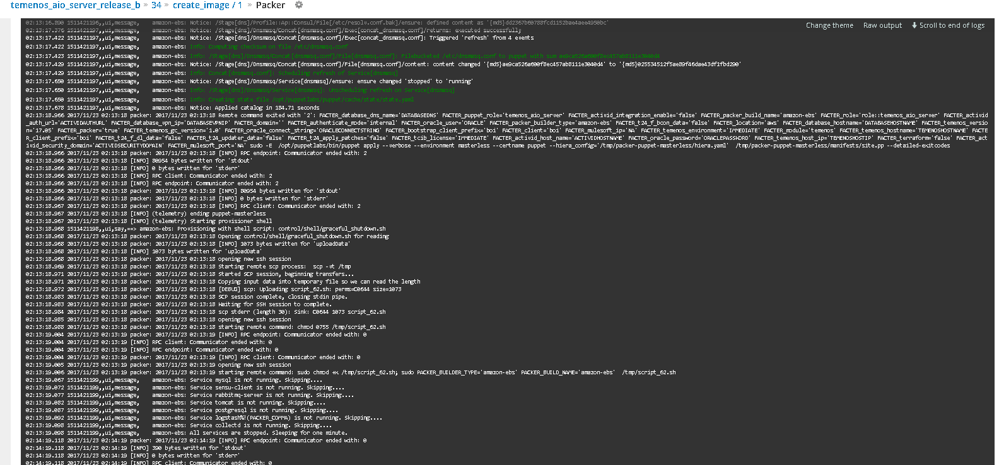 temenos_aio_server_release_b » 34 » create_image / 1 » Packer
Change theme Raw output Scroll to end of logs
02:13:16.890 1511421196,,ui,message, amazon-ebs: Notice: /Stage[dns]/Profile::Ap::Consul/File[/etc/resolv.conf.bak]/ensure: defined content as '{md5}dd2367b69788fcd1152bae4aee4950bc'
02:13:17.376 1511421197,,ui,message, amazon-ebs: Notice: /Stage[dns]/Dnsmasq/Concat[dnsmasq.conf]/Exec[concat_dnsmasq.conf]/returns: executed successfully
02:13:17.422 1511421197,,ui,message, amazon-ebs: Notice: /Stage[dns]/Dnsmasq/Concat[dnsmasq.conf]/Exec[concat_dnsmasq.conf]: Triggered 'refresh' from 4 events
02:13:17.422 1511421197,,ui,message, amazon-ebs: Info: Computing checksum on file /etc/dnsmasq.conf
02:13:17.423 1511421197,,ui,message, amazon-ebs: Info: /Stage[dns]/Dnsmasq/Concat[dnsmasq.conf]/File[dnsmasq.conf]: Filebucketed /etc/dnsmasq.conf to puppet with sum ae9ca526a600f8ec457ab8111e3040d4
02:13:17.429 1511421197,,ui,message, amazon-ebs: Notice: /Stage[dns]/Dnsmasq/Concat[dnsmasq.conf]/File[dnsmasq.conf]/content: content changed '{md5}ae9ca526a600f8ec457ab8111e3040d4' to '{md5}025534512f5ae89f46dae43df1fbd290'
02:13:17.429 1511421197,,ui,message, amazon-ebs: Info: Concat[dnsmasq.conf]: Scheduling refresh of Service[dnsmasq]
02:13:17.650 1511421197,,ui,message, amazon-ebs: Notice: /Stage[dns]/Dnsmasq/Service[dnsmasq]/ensure: ensure changed 'stopped' to 'running'
02:13:17.650 1511421197,,ui,message, amazon-ebs: Info: /Stage[dns]/Dnsmasq/Service[dnsmasq]: Unscheduling refresh on Service[dnsmasq]
02:13:17.650 1511421197,,ui,message, amazon-ebs: Info: Creating state file /opt/puppetlabs/puppet/cache/state/state.yaml
02:13:17.678 1511421197,,ui,message, amazon-ebs: Notice: Applied catalog in 184.71 seconds
02:13:18.966 2017/11/23 02:13:18 packer: 2017/11/23 02:13:18 Remote command exited with '2': FACTER_database_dns_name='DATABASEDNS' FACTER_puppet_role='temenos_aio_server' FACTER_activid_integration_enable='false' FACTER_packer_build_name='amazon-ebs' FACTER_role='role::temenos_aio_server' FACTER_activid
_auth_url='ACTIVIDAUTHURL' FACTER_database_vpn_ip='DATABASEVPNIP' FACTER_domain='' FACTER_authenticate_mode='internal' FACTER_oracle_user='ORACLE' FACTER_packer_builder_type='amazon-ebs' FACTER_t24_f_bcon_data='false' FACTER_location='aws' FACTER_database_hostname='DATABASEHOSTNAME' FACTER_temenos_versio
n='17.05' FACTER_packer='true' FACTER_temenos_gc_version='1.0' FACTER_oracle_connect_string='ORACLECONNECTSTRING' FACTER_bootstrap_client_prefix='boi' FACTER_client='boi' FACTER_mulesoft_ip='NA' FACTER_temenos_environment='IMMEDIATE' FACTER_module='temenos' FACTER_temenos_hostname='TEMENOSHOSTNAME' FACTE
R_client_prefix='boi' FACTER_t24_f_dl_data='false' FACTER_t24_updater_data='false' FACTER_t24_apply_patches='false' FACTER_tcib_license='IMMEDIATE' FACTER_activid_host_name='ACTIVIDHOSTNAME' FACTER_oracle_password='ORACLEPASSWORD' FACTER_temenos_host_ip='TEMENOSHOSTIP' FACTER_terraform='false' FACTER_act
ivid_security_domain='ACTIVIDSECURITYDOMAIN' FACTER_mulesoft_port='NA' sudo -E /opt/puppetlabs/bin/puppet apply --verbose --environment masterless --certname puppet --hiera_config='/tmp/packer-puppet-masterless/hiera.yaml' /tmp/packer-puppet-masterless/manifests/site.pp --detailed-exitcodes
02:13:18.966 2017/11/23 02:13:18 packer: 2017/11/23 02:13:18 [INFO] RPC endpoint: Communicator ended with: 2
02:13:18.966 2017/11/23 02:13:18 [INFO] 80954 bytes written for 'stdout'
02:13:18.966 2017/11/23 02:13:18 [INFO] 0 bytes written for 'stderr'
02:13:18.966 2017/11/23 02:13:18 [INFO] RPC client: Communicator ended with: 2
02:13:18.966 2017/11/23 02:13:18 [INFO] RPC endpoint: Communicator ended with: 2
02:13:18.966 2017/11/23 02:13:18 packer: 2017/11/23 02:13:18 [INFO] 80954 bytes written for 'stdout'
02:13:18.966 2017/11/23 02:13:18 packer: 2017/11/23 02:13:18 [INFO] 0 bytes written for 'stderr'
02:13:18.967 2017/11/23 02:13:18 packer: 2017/11/23 02:13:18 [INFO] RPC client: Communicator ended with: 2
02:13:18.967 2017/11/23 02:13:18 [INFO] (telemetry) ending puppet-masterless
02:13:18.967 2017/11/23 02:13:18 [INFO] (telemetry) Starting provisioner shell
02:13:18.968 1511421198,,ui,say,==> amazon-ebs: Provisioning with shell script: control/shell/graceful_shutdown.sh
02:13:18.968 2017/11/23 02:13:18 packer: 2017/11/23 02:13:18 Opening control/shell/graceful_shutdown.sh for reading
02:13:18.968 2017/11/23 02:13:18 packer: 2017/11/23 02:13:18 [INFO] 1073 bytes written for 'uploadData'
02:13:18.968 2017/11/23 02:13:18 [INFO] 1073 bytes written for 'uploadData'
02:13:18.968 2017/11/23 02:13:18 packer: 2017/11/23 02:13:18 opening new ssh session
02:13:18.969 2017/11/23 02:13:18 packer: 2017/11/23 02:13:18 Starting remote scp process: scp -vt /tmp
02:13:18.971 2017/11/23 02:13:18 packer: 2017/11/23 02:13:18 Started SCP session, beginning transfers...
02:13:18.971 2017/11/23 02:13:18 packer: 2017/11/23 02:13:18 Copying input data into temporary file so we can read the length
02:13:18.972 2017/11/23 02:13:18 packer: 2017/11/23 02:13:18 [DEBUG] scp: Uploading script_62.sh: perms=C0644 size=1073
02:13:18.983 2017/11/23 02:13:18 packer: 2017/11/23 02:13:18 SCP session complete, closing stdin pipe.
02:13:18.983 2017/11/23 02:13:18 packer: 2017/11/23 02:13:18 Waiting for SSH session to complete.
02:13:18.984 2017/11/23 02:13:18 packer: 2017/11/23 02:13:18 scp stderr (length 30): Sink: C0644 1073 script_62.sh
02:13:18.985 2017/11/23 02:13:18 packer: 2017/11/23 02:13:18 opening new ssh session
02:13:18.988 2017/11/23 02:13:18 packer: 2017/11/23 02:13:18 starting remote command: chmod 0755 /tmp/script_62.sh
02:13:19.004 2017/11/23 02:13:19 packer: 2017/11/23 02:13:19 [INFO] RPC endpoint: Communicator ended with: 0
02:13:19.004 2017/11/23 02:13:19 [INFO] RPC client: Communicator ended with: 0
02:13:19.004 2017/11/23 02:13:19 [INFO] RPC endpoint: Communicator ended with: 0
02:13:19.004 2017/11/23 02:13:19 packer: 2017/11/23 02:13:19 [INFO] RPC client: Communicator ended with: 0
02:13:19.005 2017/11/23 02:13:19 packer: 2017/11/23 02:13:19 opening new ssh session
02:13:19.006 2017/11/23 02:13:19 packer: 2017/11/23 02:13:19 starting remote command: sudo chmod +x /tmp/script_62.sh; sudo PACKER_BUILDER_TYPE='amazon-ebs' PACKER_BUILD_NAME='amazon-ebs' /tmp/script_62.sh
02:13:19.067 1511421199,,ui,message, amazon-ebs: Service mysql is not running. Skipping....
02:13:19.072 1511421199,,ui,message, amazon-ebs: Service sensu-client is not running. Skipping....
02:13:19.077 1511421199,,ui,message, amazon-ebs: Service rabbitmq-server is not running. Skipping....
02:13:19.082 1511421199,,ui,message, amazon-ebs: Service tomcat is not running. Skipping....
02:13:19.087 1511421199,,ui,message, amazon-ebs: Service postgresql is not running. Skipping....
02:13:19.092 1511421199,,ui,message, amazon-ebs: Service logstash%!(PACKER_COMMA) is not running. Skipping....
02:13:19.098 1511421199,,ui,message, amazon-ebs: Service collectd is not running. Skipping....
02:13:19.098 1511421199,,ui,message, amazon-ebs: All services are stopped. Sleeping for one minute.
02:14:19.118 2017/11/23 02:14:19 packer: 2017/11/23 02:14:19 [INFO] RPC endpoint: Communicator ended with: 0
02:14:19.118 2017/11/23 02:14:19 [INFO] 390 bytes written for 'stdout'
02:14:19.118 2017/11/23 02:14:19 [INFO] 0 bytes written for 'stderr'
02:14:19.118 2017/11/23 02:14:19 [INFO] RPC client: Communicator ended with: 0